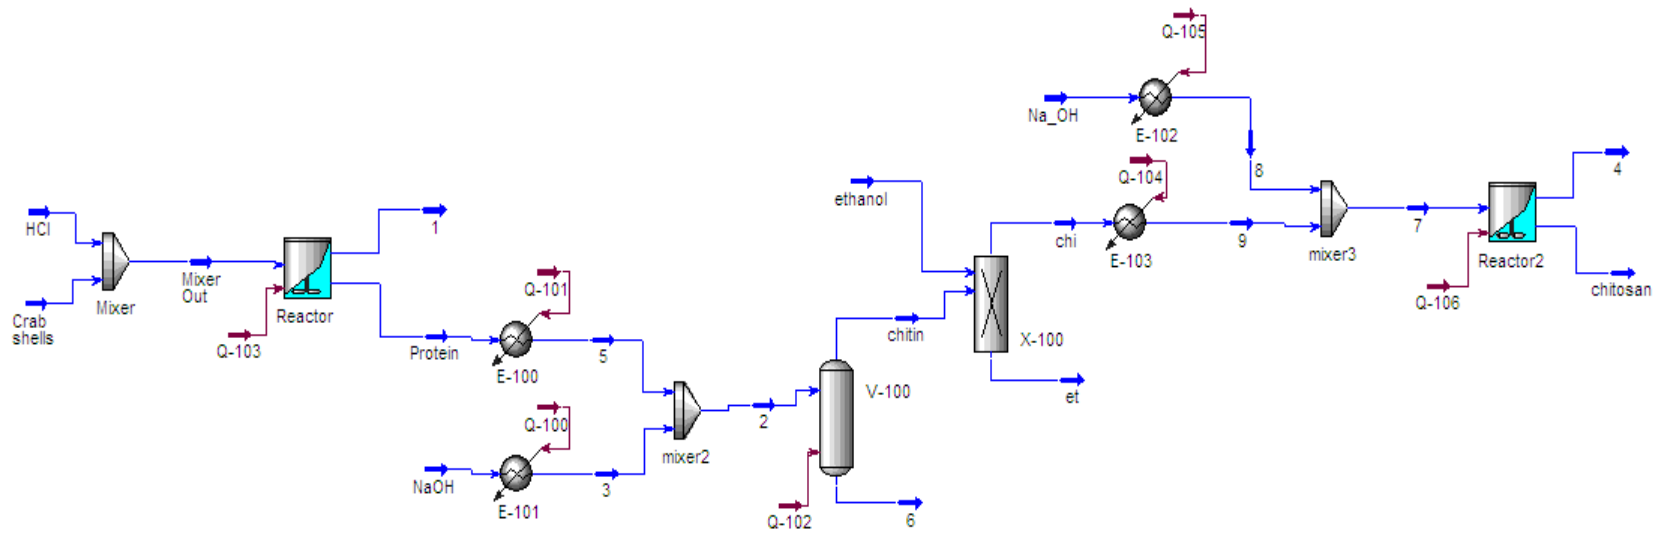 Q-105
Na_OH
E-102
Q-104
8
4
ethanol
chi
E-103
9
mixer3
7
Reactor2
Q-106
chitosan
HCl
Crab
shells
Mixer
Mixer
Out
1
Reactor
Q-103
Protein
Q-101
E-100
5
Q-100
NaOH
E-101
3
mixer2
2
chitin
V-100
X-100
et
Q-102
6